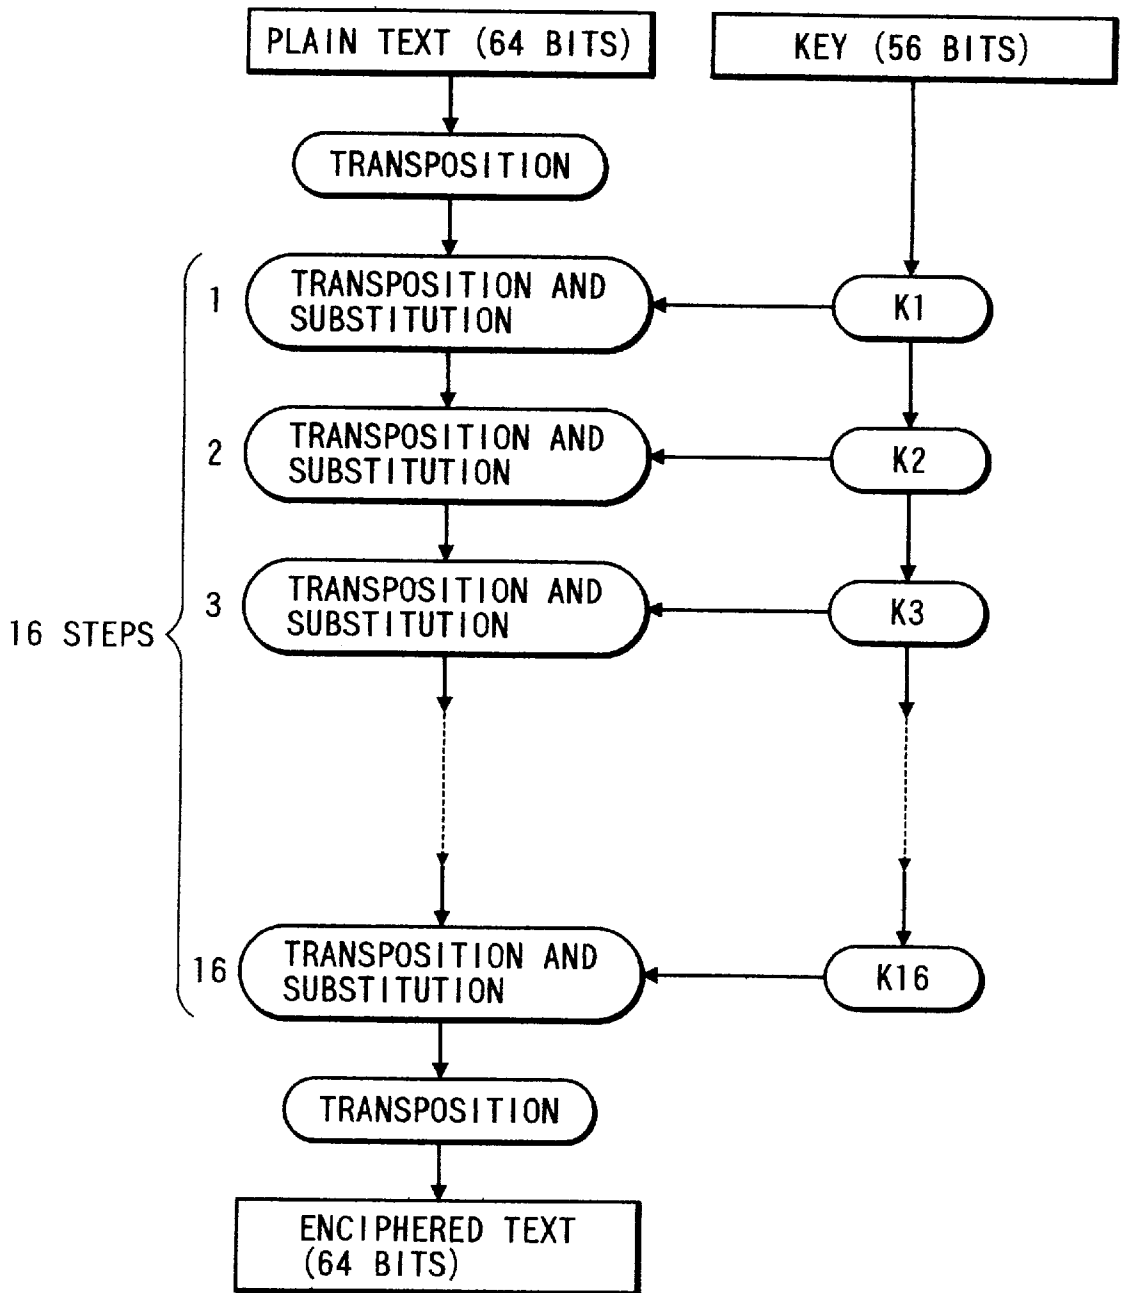 PLAIN TEXT (64 BITS)
KEY (56 BITS)
TRANSPOSITION
1
TRANSPOSITION AND
SUBSTITUTION
K1
2
TRANSPOSITION AND
SUBSTITUTION
K2
3
TRANSPOSITION AND
SUBSTITUTION
K3
16 STEPS
16
TRANSPOSITION AND
SUBSTITUTION
K16
TRANSPOSITION
ENCIPHERED TEXT
(64 BITS)